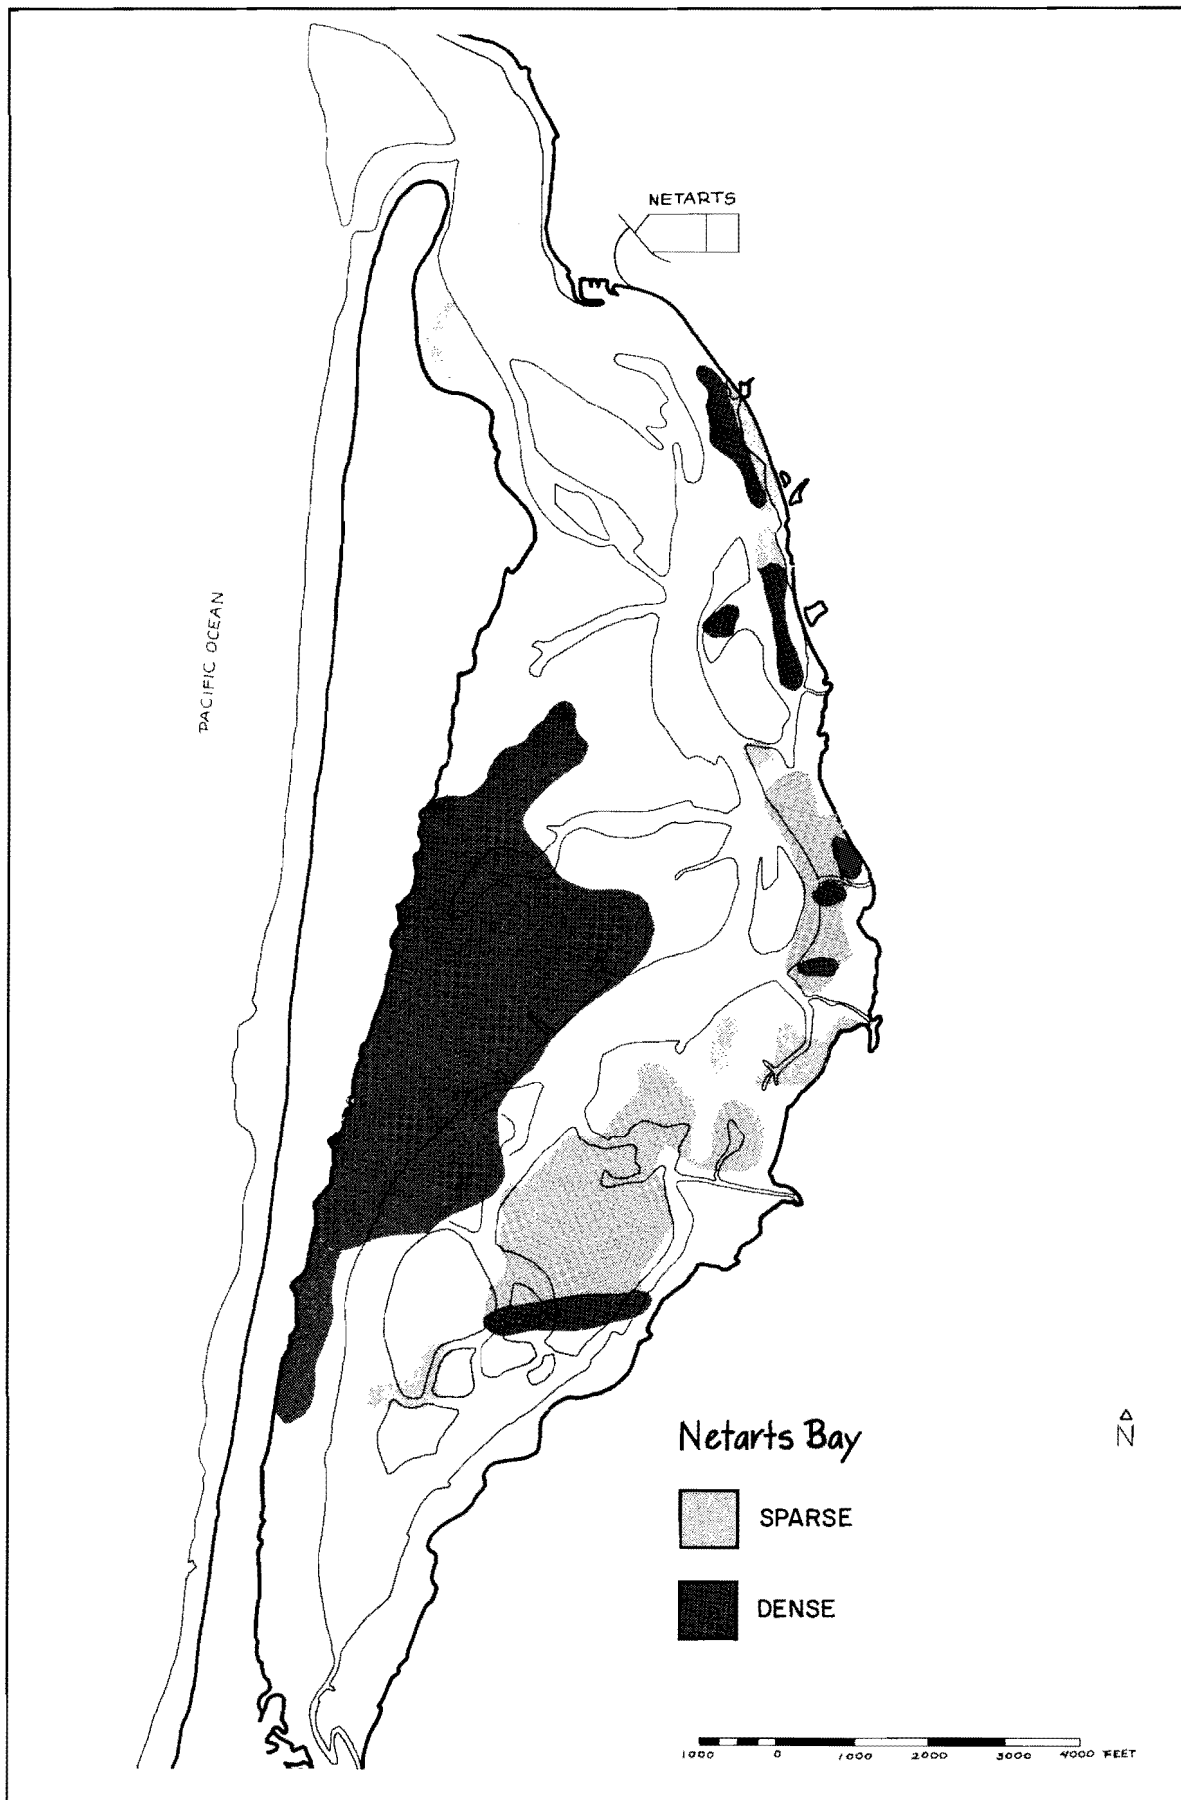 NETARTS
PACIFIC OCEAN
Netarts Bay
N
SPARSE
DENSE
1000 0 1000 2000 3000 4000 FEET